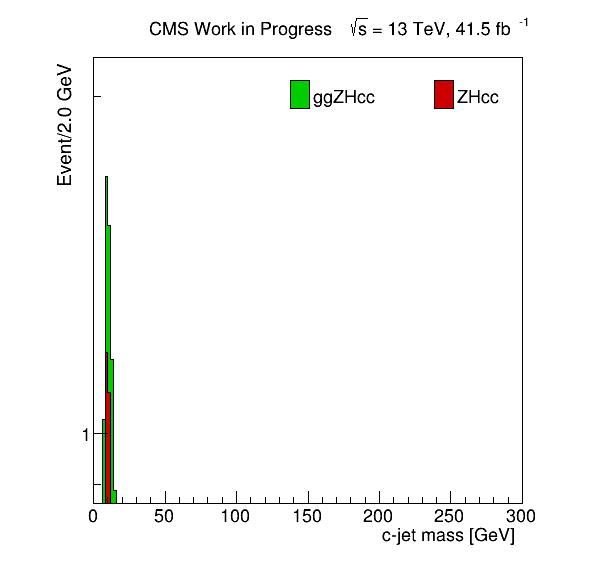 CMS Work in Progress √s = 13 TeV, 41.5 fb -1
Event/2.0 GeV
ggZHcc
ZHcc
1
0 50 100 150 200 250 300
c-jet mass [GeV]